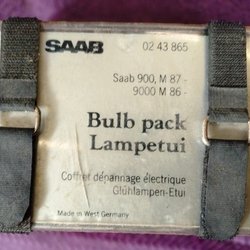 SAAB
02 43 865
Saab 900, M 87 -
9000 M 86 -
Bulb pack
Lampetui
Coffret dépannage électrique
Glühlampen-Etui
Made in West Germany